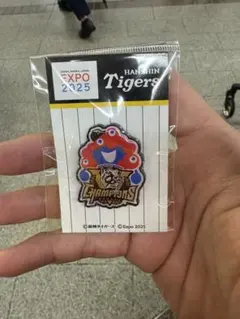 EXPO
2025
HANSHIN
Tigers
CHAMPIONS
©阪神タイガース ©Expo 2025